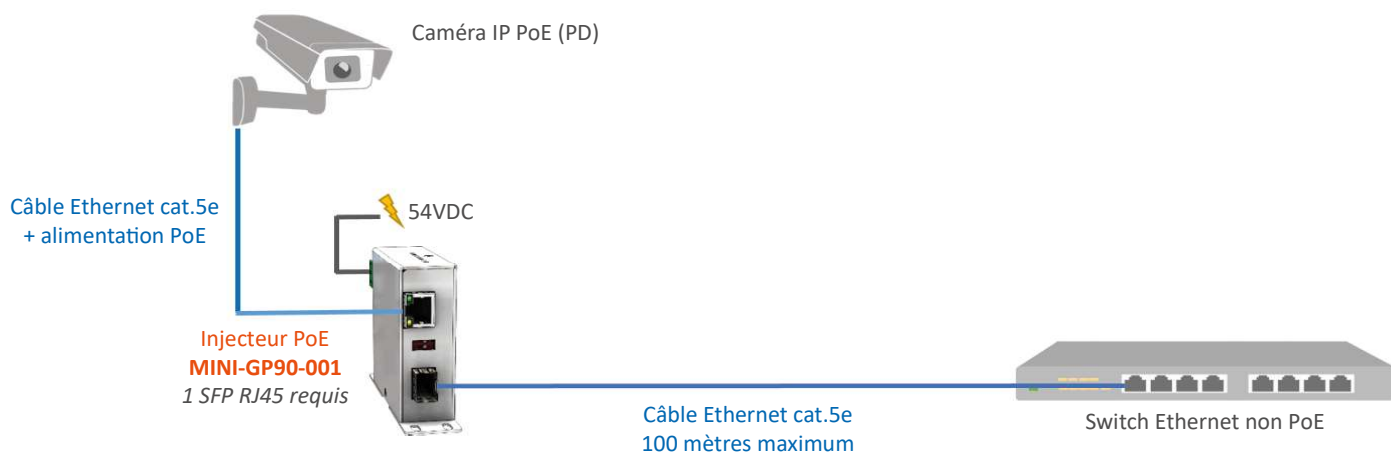 Caméra IP PoE (PD)
Câble Ethernet cat.5e
+ alimentation PoE
54VDC
Injecteur PoE
MINI-GP90-001
1 SFP RJ45 requis
Câble Ethernet cat.5e
100 mètres maximum
Switch Ethernet non PoE